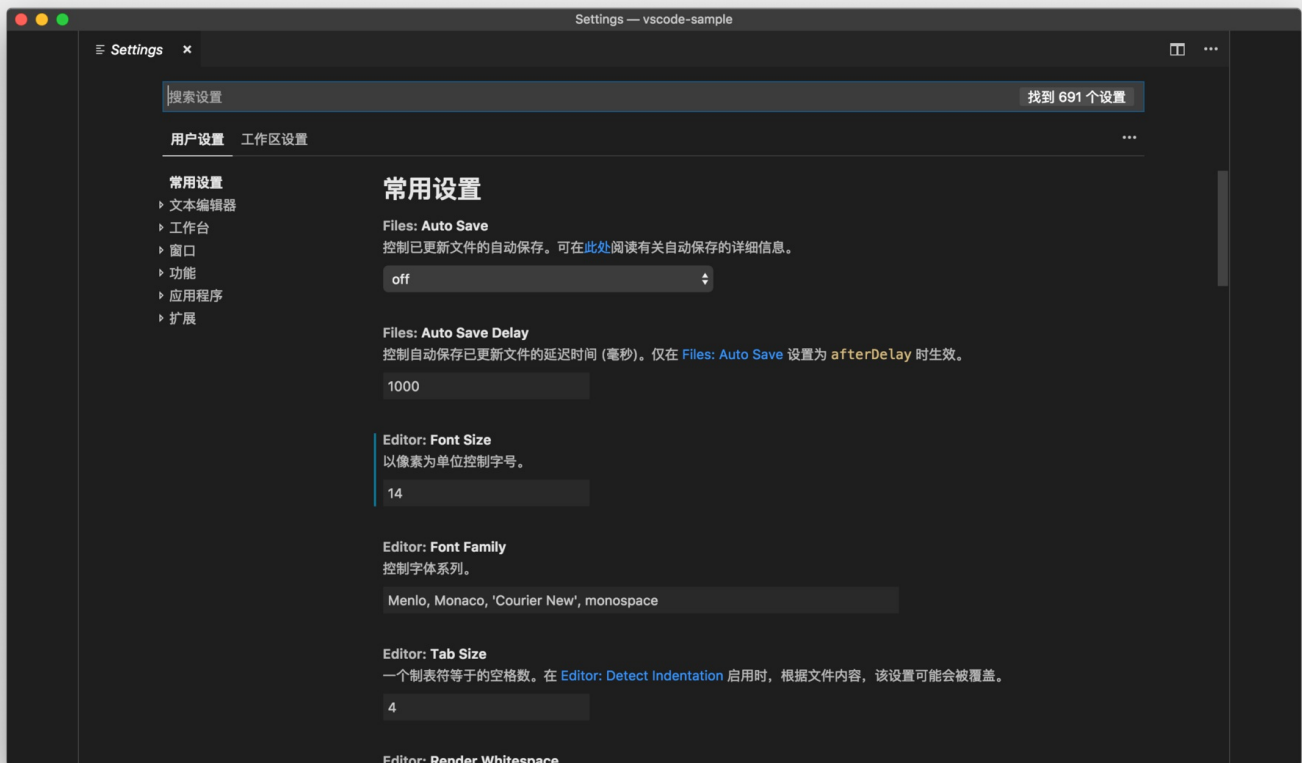 Settings — vscode-sample
Settings ×
搜索设置 找到 691 个设置
用户设置 工作区设置
常用设置
文本编辑器
工作台
窗口
功能
应用程序
扩展
常用设置
Files: Auto Save
控制已更新文件的自动保存。可在此处阅读有关自动保存的详细信息。
off
Files: Auto Save Delay
控制自动保存已更新文件的延迟时间 (毫秒)。仅在 Files: Auto Save 设置为 afterDelay 时生效。
1000
Editor: Font Size
以像素为单位控制字号。
14
Editor: Font Family
控制字体系列。
Menlo, Monaco, 'Courier New', monospace
Editor: Tab Size
一个制表符等于的空格数。在 Editor: Detect Indentation 启用时，根据文件内容，该设置可能会被覆盖。
4
Editor: Render Whitespace